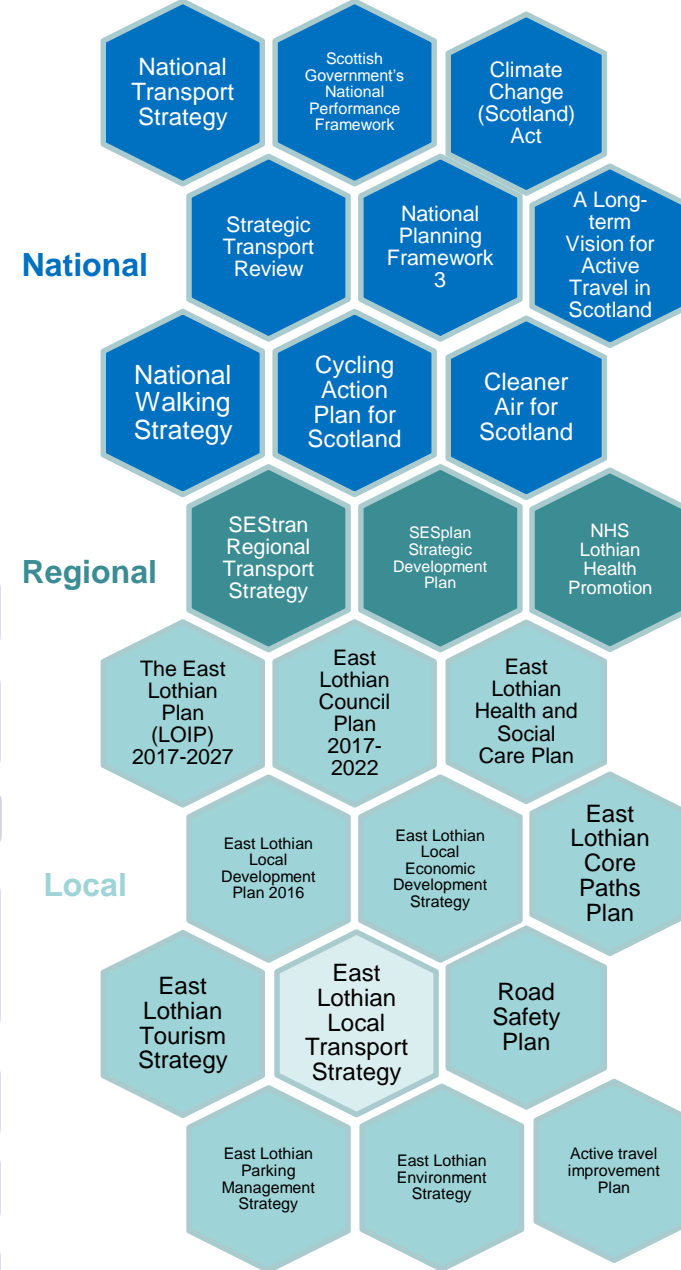 National
Transport
Strategy
Scottish
Government's
National
Performance
Framework
Climate
Change
(Scotland)
Act
National
Strategic
Transport
Review
National
Planning
Framework
3
A Long-
term
Vision for
Active
Travel in
Scotland
National
Walking
Strategy
Cycling
Action
Plan for
Scotland
Cleaner
Air for
Scotland
Regional
SEStran
Regional
Transport
Strategy
SESplan
Strategic
Development
Plan
NHS
Lothian
Health
Promotion
The East
Lothian
Plan
(LOIP)
2017-2027
East
Lothian
Council
Plan
2017-
2022
East
Lothian
Health and
Social
Care Plan
Local
East Lothian
Local
Development
Plan 2016
East Lothian
Local
Economic
Development
Strategy
East
Lothian
Core
Paths
Plan
East
Lothian
Tourism
Strategy
East
Lothian
Local
Transport
Strategy
Road
Safety
Plan
East Lothian
Parking
Management
Strategy
East Lothian
Environment
Strategy
Active travel
improvement
Plan